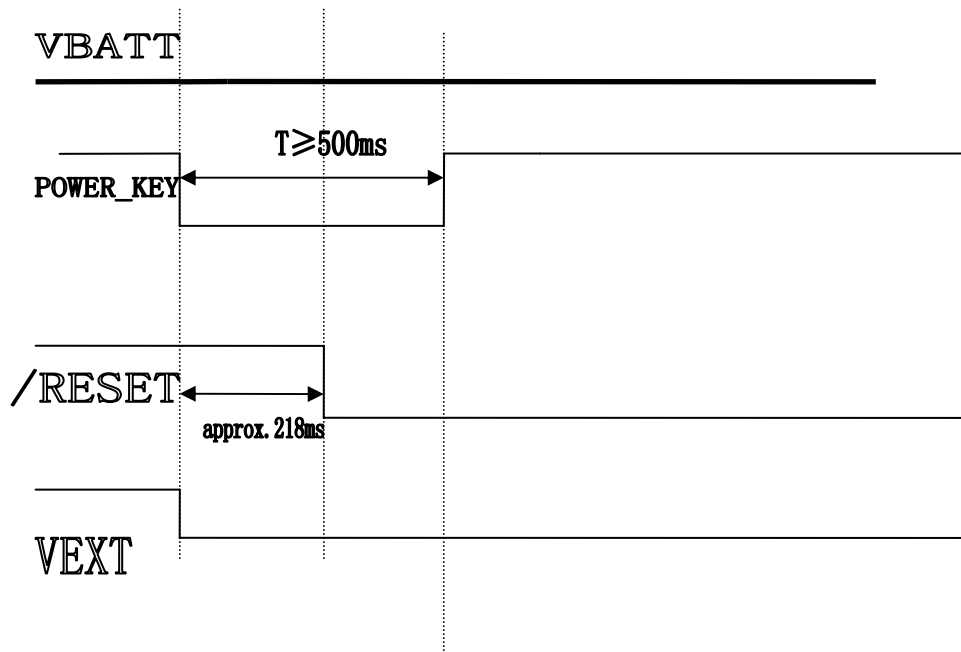 VBATT
T≥500ms
POWER_KEY
/RESET
approx.218ms
VEXT